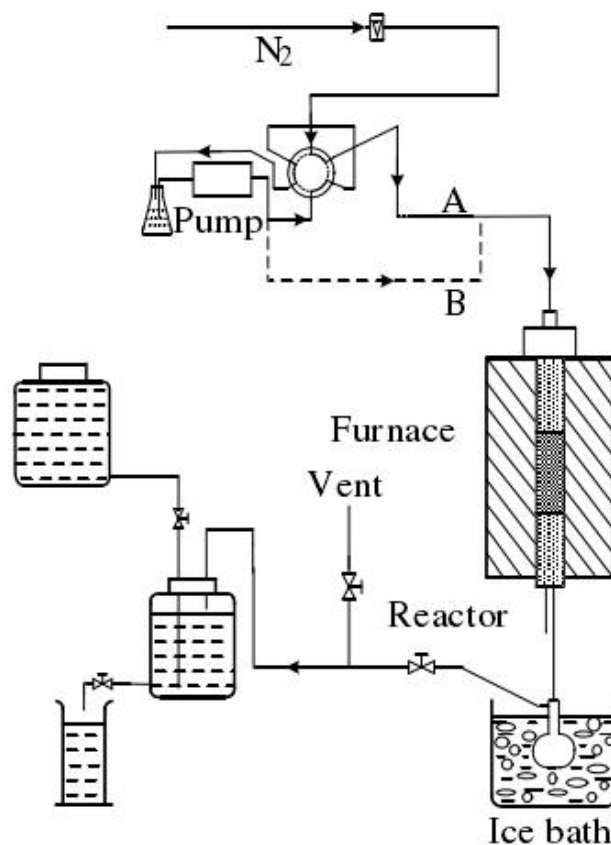 N₂
A
Pump
B
Furnace
Vent
Reactor
Ice bath